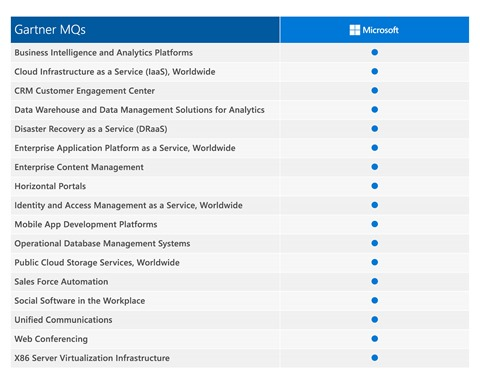 Gartner MQs
Microsoft
Business Intelligence and Analytics Platforms
Cloud Infrastructure as a Service (IaaS), Worldwide
CRM Customer Engagement Center
Data Warehouse and Data Management Solutions for Analytics
Disaster Recovery as a Service (DRaaS)
Enterprise Application Platform as a Service, Worldwide
Enterprise Content Management
Horizontal Portals
Identity and Access Management as a Service, Worldwide
Mobile App Development Platforms
Operational Database Management Systems
Public Cloud Storage Services, Worldwide
Sales Force Automation
Social Software in the Workplace
Unified Communications
Web Conferencing
X86 Server Virtualization Infrastructure